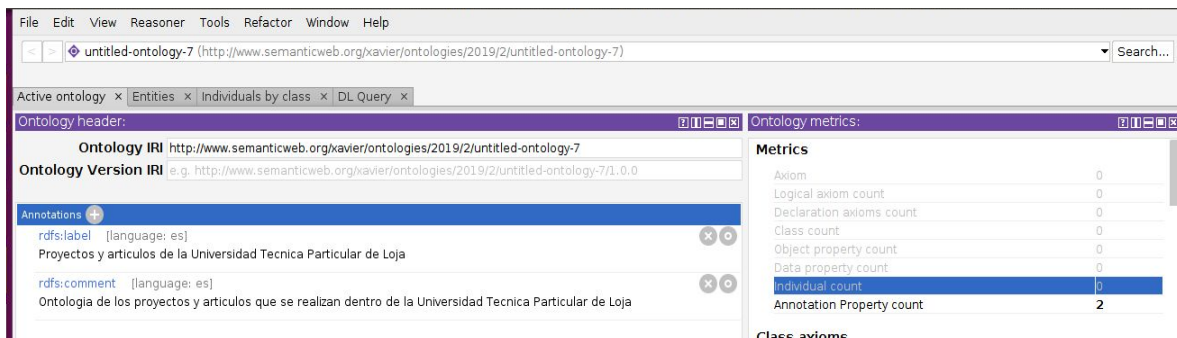 File Edit View Reasoner Tools Refactor Window Help
< > untitled-ontology-7 (http://www.semanticweb.org/xavier/ontologies/2019/2/untitled-ontology-7) Search...
Active ontology × Entities × Individuals by class × DL Query ×
Ontology header:
Ontology IRI http://www.semanticweb.org/xavier/ontologies/2019/2/untitled-ontology-7
Ontology Version IRI e.g. http://www.semanticweb.org/xavier/ontologies/2019/2/untitled-ontology-7/1.0.0
Annotations +
rdfs:label [language: es]
Proyectos y articulos de la Universidad Tecnica Particular de Loja
rdfs:comment [language: es]
Ontologia de los proyectos y articulos que se realizan dentro de la Universidad Tecnica Particular de Loja
Ontology metrics:
Metrics
Axiom 0
Logical axiom count 0
Declaration axioms count 0
Class count 0
Object property count 0
Data property count 0
Individual count 0
Annotation Property count 2
Class axioms